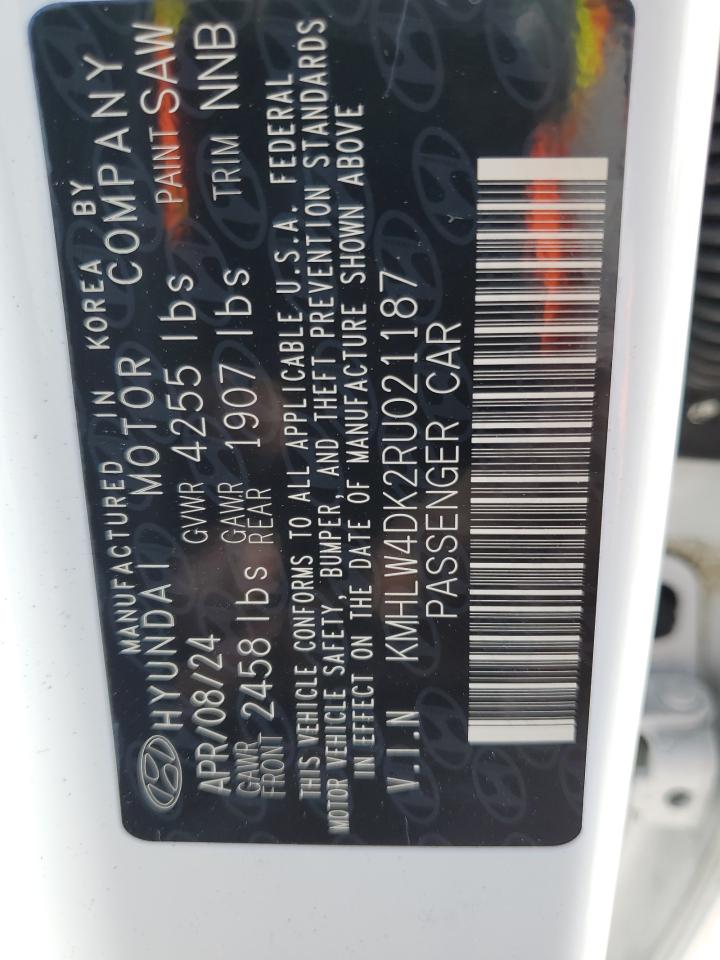 MANUFACTURED IN KOREA BY
HYUNDAI MOTOR COMPANY
APR/08/24 GVWR 4255 lbs PAINT SAW
GAWR FRONT 2458 lbs GAWR REAR 1907 lbs TRIM NNB
THIS VEHICLE CONFORMS TO ALL APPLICABLE U.S.A. FEDERAL
MOTOR VEHICLE SAFETY, BUMPER, AND THEFT PREVENTION STANDARDS
IN EFFECT ON THE DATE OF MANUFACTURE SHOWN ABOVE
V.I.N KMHLW4DK2RU021187
PASSENGER CAR